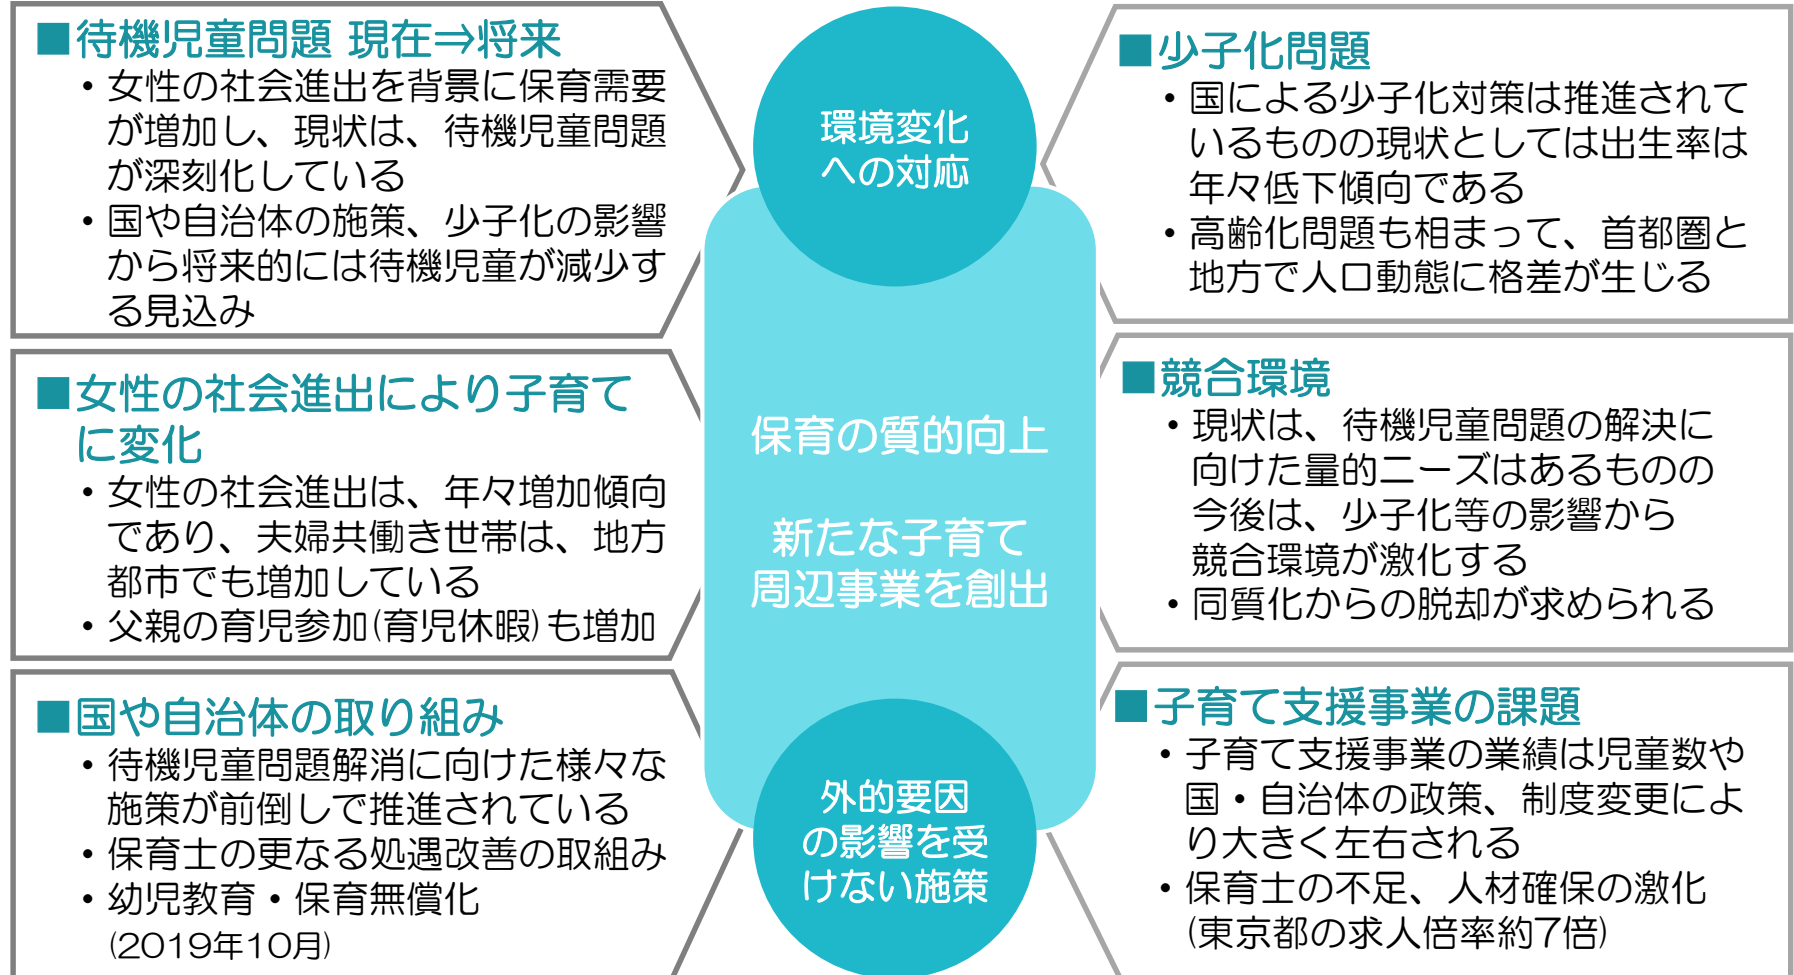 ■待機児童問題 現在⇒将来
・女性の社会進出を背景に保育需要
が増加し、現状は、待機児童問題
が深刻化している
・国や自治体の施策、少子化の影響
から将来的には待機児童が減少す
る見込み
■女性の社会進出により子育て
に変化
・女性の社会進出は、年々増加傾向
であり、夫婦共働き世帯は、地方
都市でも増加している
・父親の育児参加(育児休暇)も増加
■国や自治体の取り組み
・待機児童問題解消に向けた様々な
施策が前倒しで推進されている
・保育士の更なる処遇改善の取組み
・幼児教育・保育無償化
(2019年10月)
環境変化
への対応
保育の質的向上
新たな子育て
周辺事業を創出
外的要因
の影響を受
けない施策
■少子化問題
・国による少子化対策は推進されて
いるものの現状としては出生率は
年々低下傾向である
・高齢化問題も相まって、首都圏と
地方で人口動態に格差が生じる
■競合環境
・現状は、待機児童問題の解決に
向けた量的ニーズはあるものの
今後は、少子化等の影響から
競合環境が激化する
・同質化からの脱却が求められる
■子育て支援事業の課題
・子育て支援事業の業績は児童数や
国・自治体の政策、制度変更によ
り大きく左右される
・保育士の不足、人材確保の激化
(東京都の求人倍率約7倍)